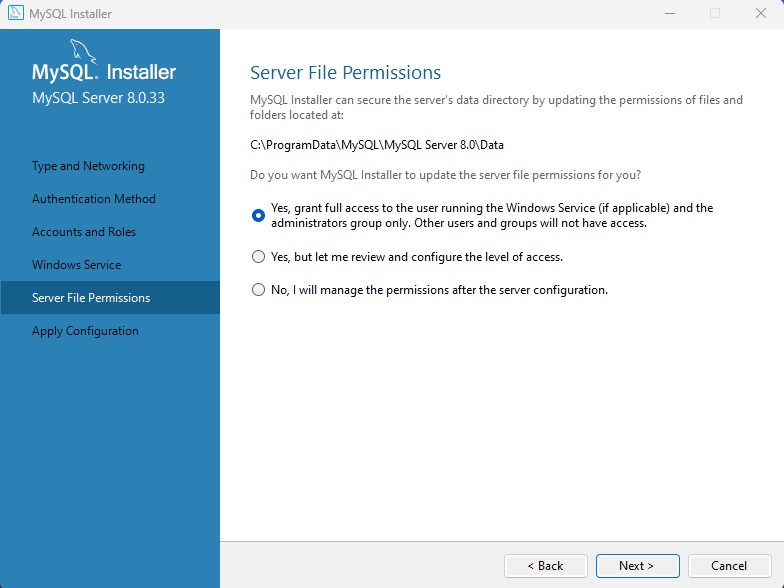 MySQL Installer
MySQL. Installer
MySQL Server 8.0.33
Type and Networking
Authentication Method
Accounts and Roles
Windows Service
Server File Permissions
Apply Configuration
Server File Permissions
MySQL Installer can secure the server's data directory by updating the permissions of files and
folders located at:
C:\ProgramData\MySQL\MySQL Server 8.0\Data
Do you want MySQL Installer to update the server file permissions for you?
Yes, grant full access to the user running the Windows Service (if applicable) and the
administrators group only. Other users and groups will not have access.
Yes, but let me review and configure the level of access.
No, I will manage the permissions after the server configuration.
< Back
Next >
Cancel